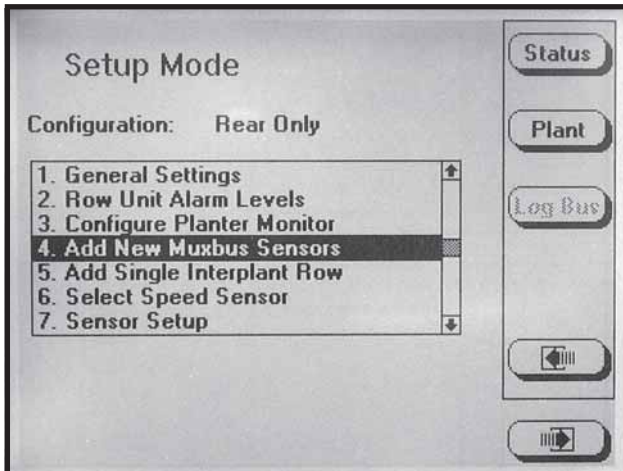 Setup Mode
Configuration: Rear Only
1. General Settings
2. Row Unit Alarm Levels
3. Configure Planter Monitor
4. Add New Muxbus Sensors
5. Add Single Interplant Row
6. Select Speed Sensor
7. Sensor Setup
Status
Plant
Log Bus